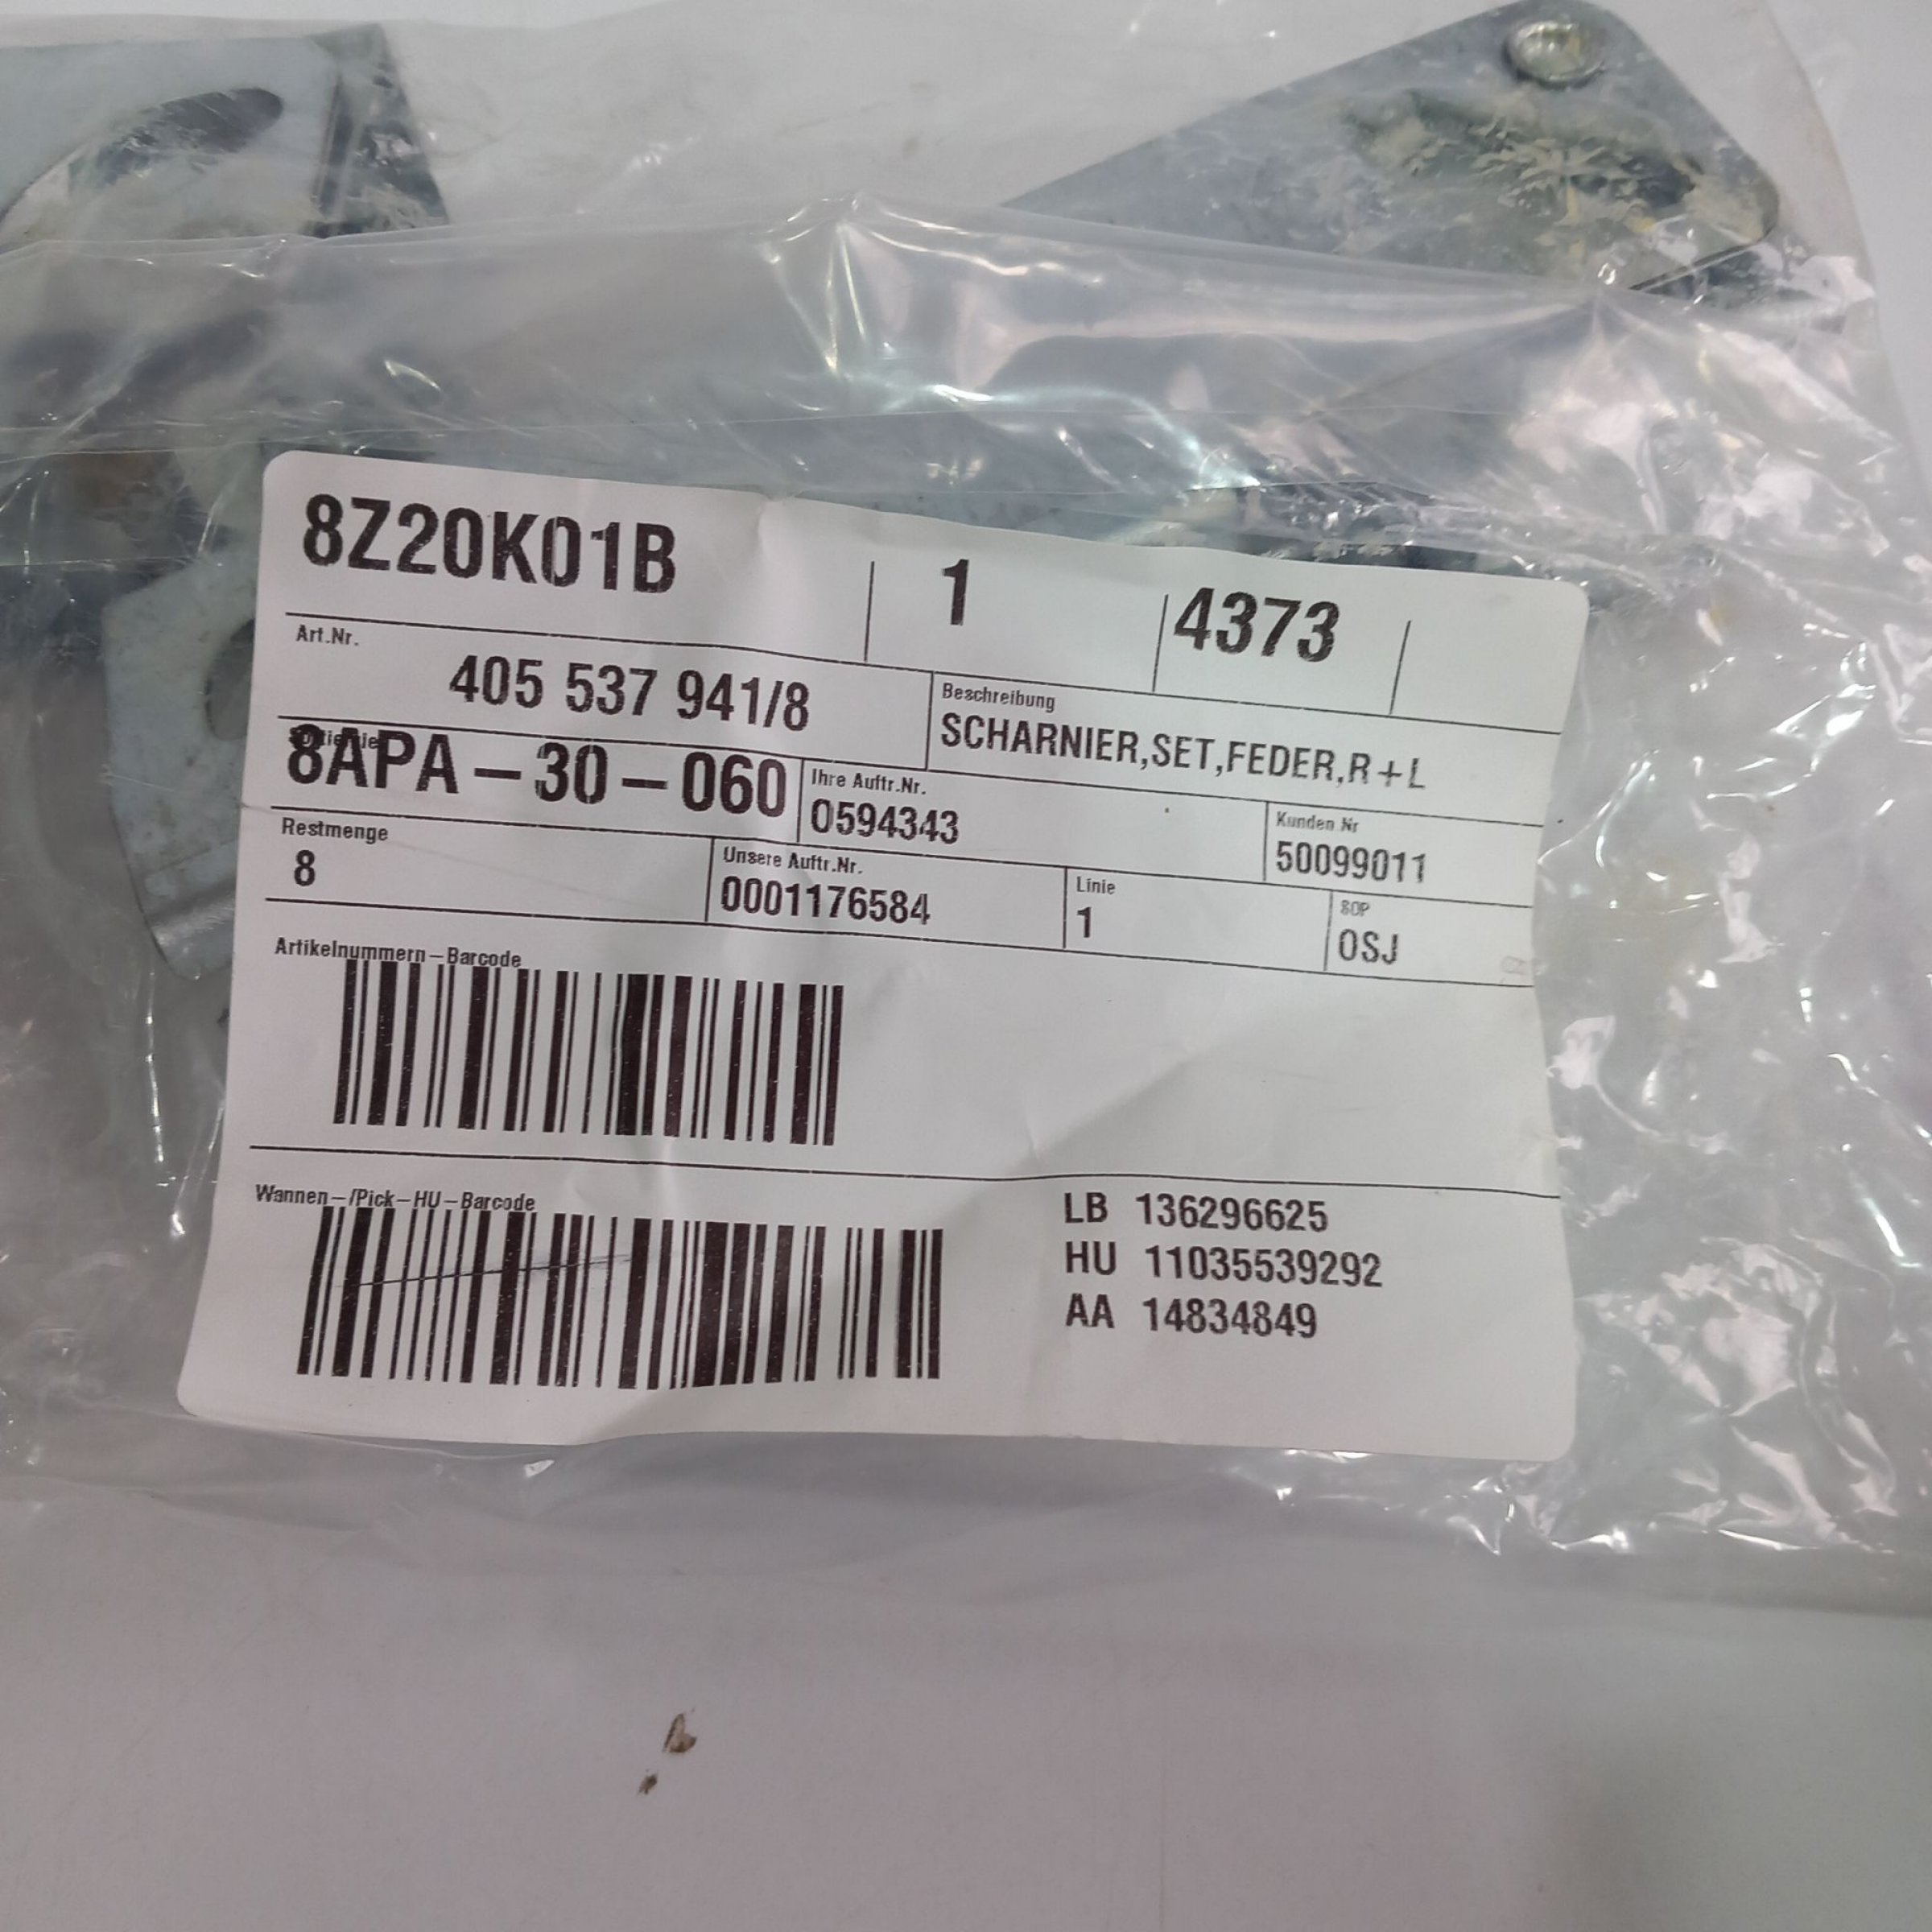 8Z20K01B 1 4373
Art.Nr.
405 537 941/8
Beschreibung
SCHARNIER,SET,FEDER,R+L
8APA-30-060
Ihre Auftr.Nr.
0594343
Kunden Nr
50099011
Restmenge
8
Unsere Auftr.Nr.
0001176584
Linie
1
SOP
OSJ
Artikelnummern-Barcode
Wannen-/Pick-HU-Barcode
LB 136296625
HU 11035539292
AA 14834849